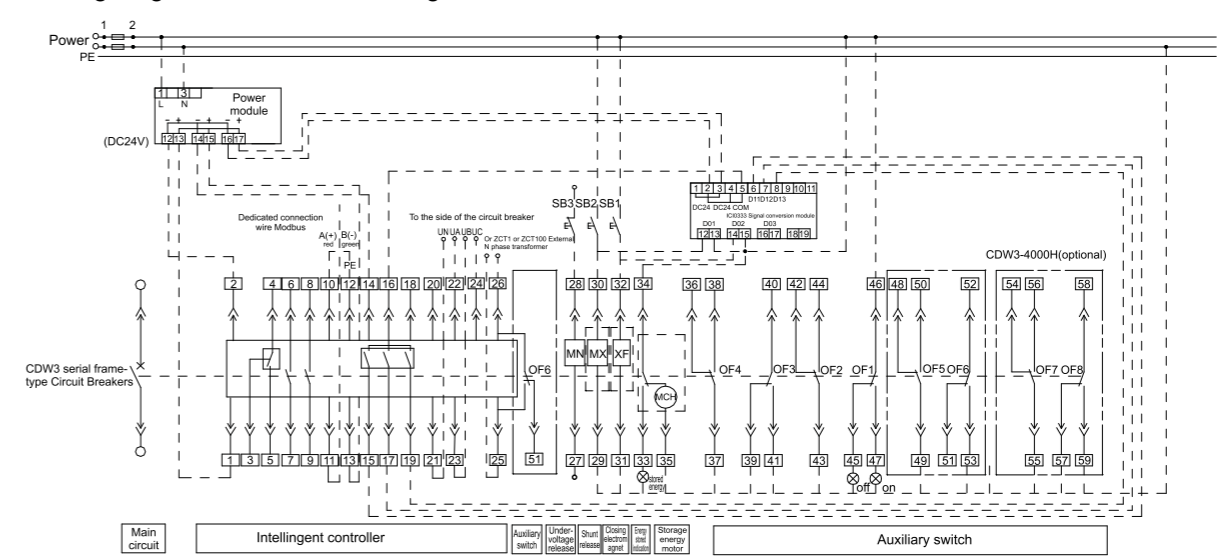 1 2
Power
PE
1 3
L N
Power
module
- + - + - +
(DC24V)
12 13 14 15 16 17
1 2 3 4 5 6 7 8 9 10 11
D11D12D13
DC24 DC24 COM
ICI0333 Signal conversion module
D01 D02 D03
12 13 14 15 16 17 18 19
SB3 SB2 SB1
E E E
Dedicated connection
wire Modbus
A(+) B(-)
red green
PE
To the side of the circuit breaker
UN UA UB UC
Or ZCT1 or ZCT100 External
N phase transformer
CDW3-4000H(optional)
2 4 6 8 10 12 14 16 18 20 22 24 26 28 30 32 34 36 38 40 42 44 46 48 50 52 54 56 58
MN MX XF
CDW3 serial frame-
type Circuit Breakers
OF6 OF4 OF3 OF2 OF1 OF5 OF6 OF7 OF8
MCH
1 3 5 7 9 11 13 15 17 19 21 23 25 51 27 29 31 33 35 37 39 41 43 45 47 49 51 53 55 57 59
stored
energy
off on
Main
circuit
Intellingent controller
Auxiliary
switch
Under-
voltage
release
Shunt
release
Closing
electrom
agnet
Energy
stored
indication
Storage
energy
motor
Auxiliary switch